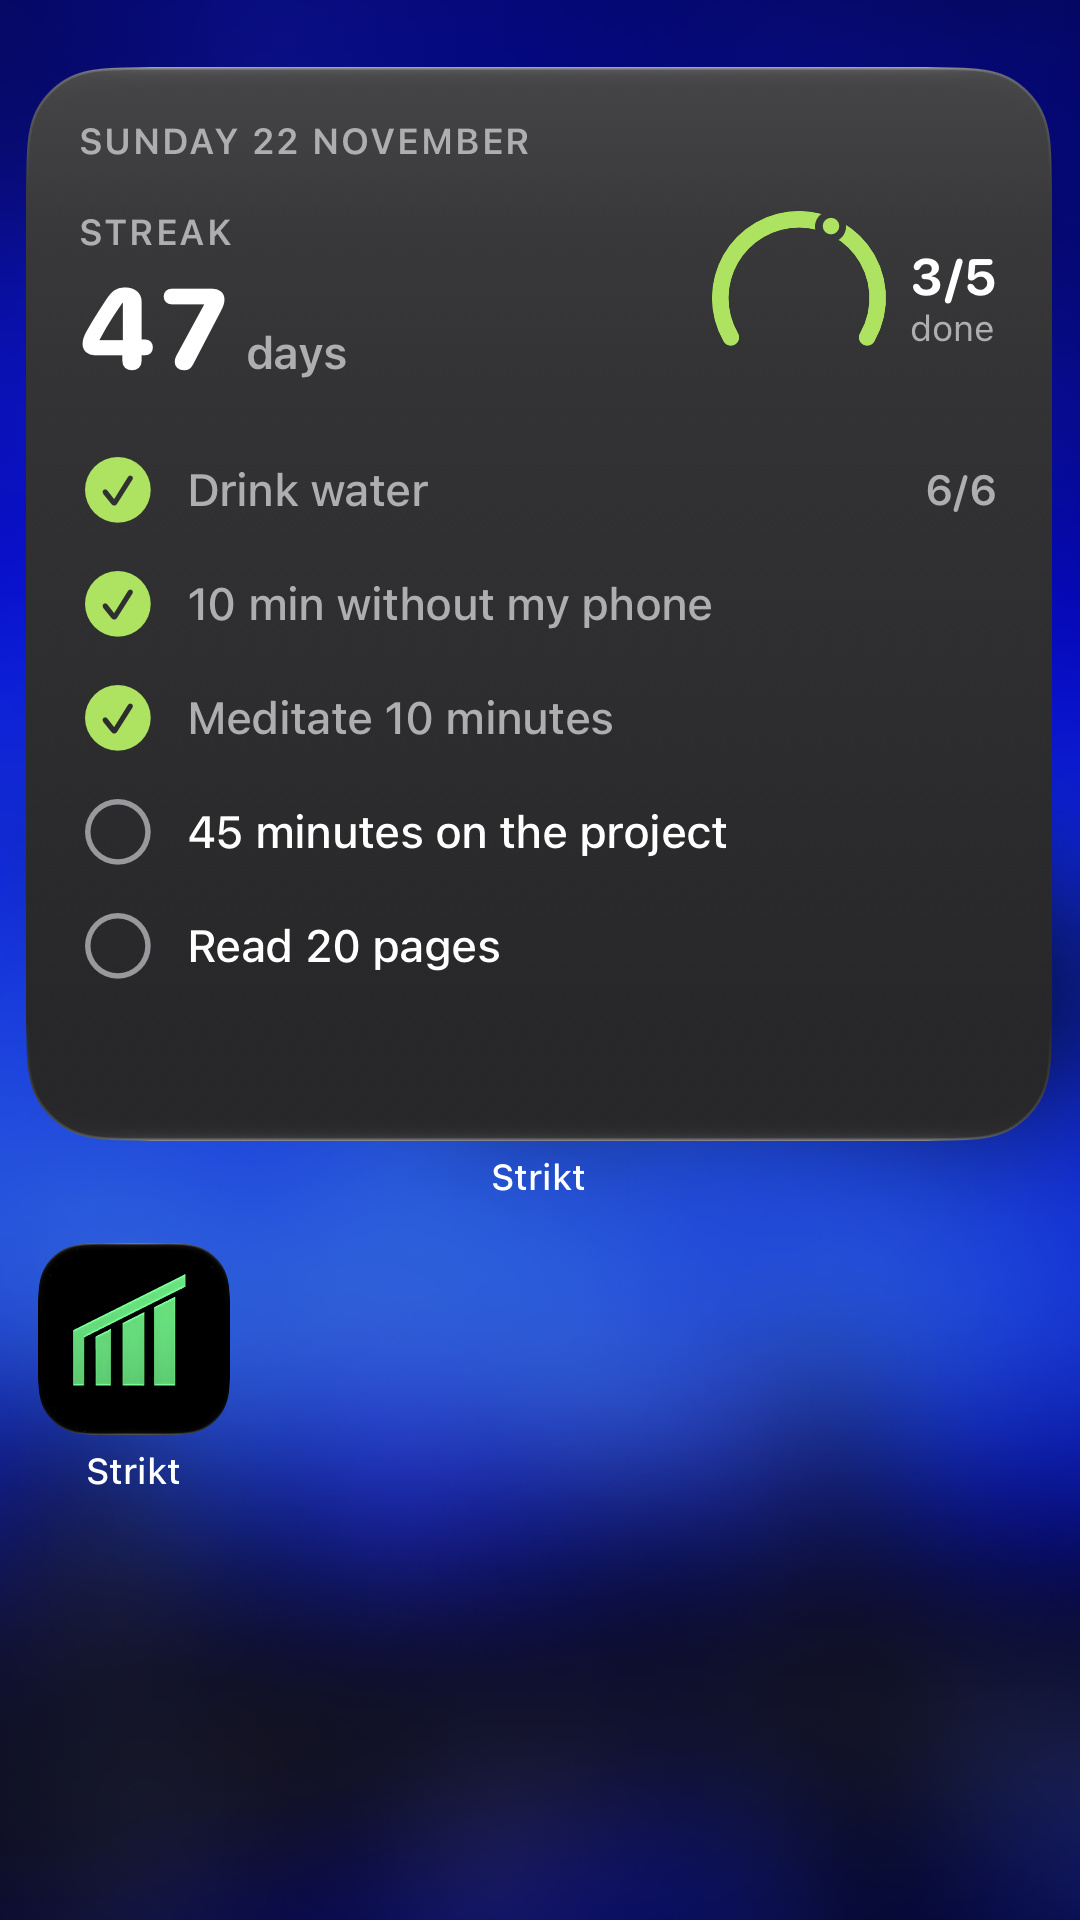 SUNDAY 22 NOVEMBER
STREAK
47 days
3/5
done
Drink water 6/6
10 min without my phone
Meditate 10 minutes
45 minutes on the project
Read 20 pages
Strikt
Strikt